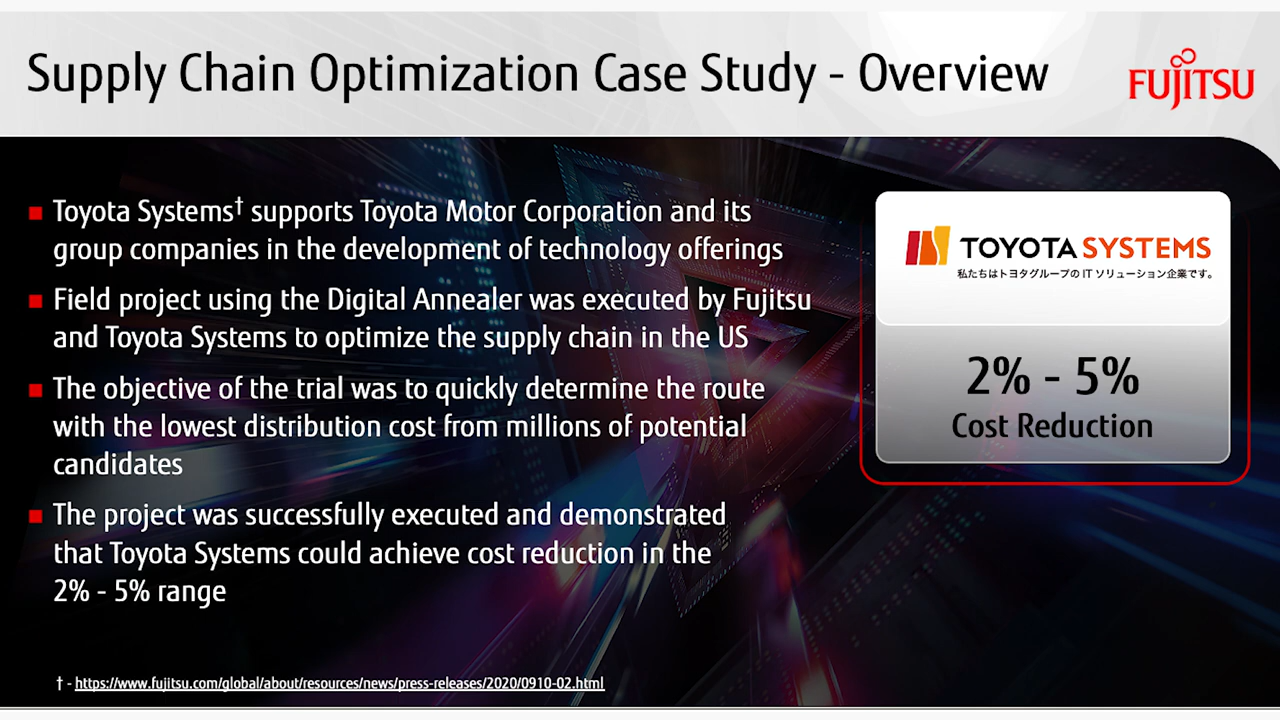 Supply Chain Optimization Case Study - Overview
FUJITSU
Toyota Systems† supports Toyota Motor Corporation and its
group companies in the development of technology offerings
Field project using the Digital Annealer was executed by Fujitsu
and Toyota Systems to optimize the supply chain in the US
The objective of the trial was to quickly determine the route
with the lowest distribution cost from millions of potential
candidates
The project was successfully executed and demonstrated
that Toyota Systems could achieve cost reduction in the
2% - 5% range
TOYOTA SYSTEMS
私たちはトヨタグループの IT ソリューション企業です。
2% - 5%
Cost Reduction
† - https://www.fujitsu.com/global/about/resources/news/press-releases/2020/0910-02.html